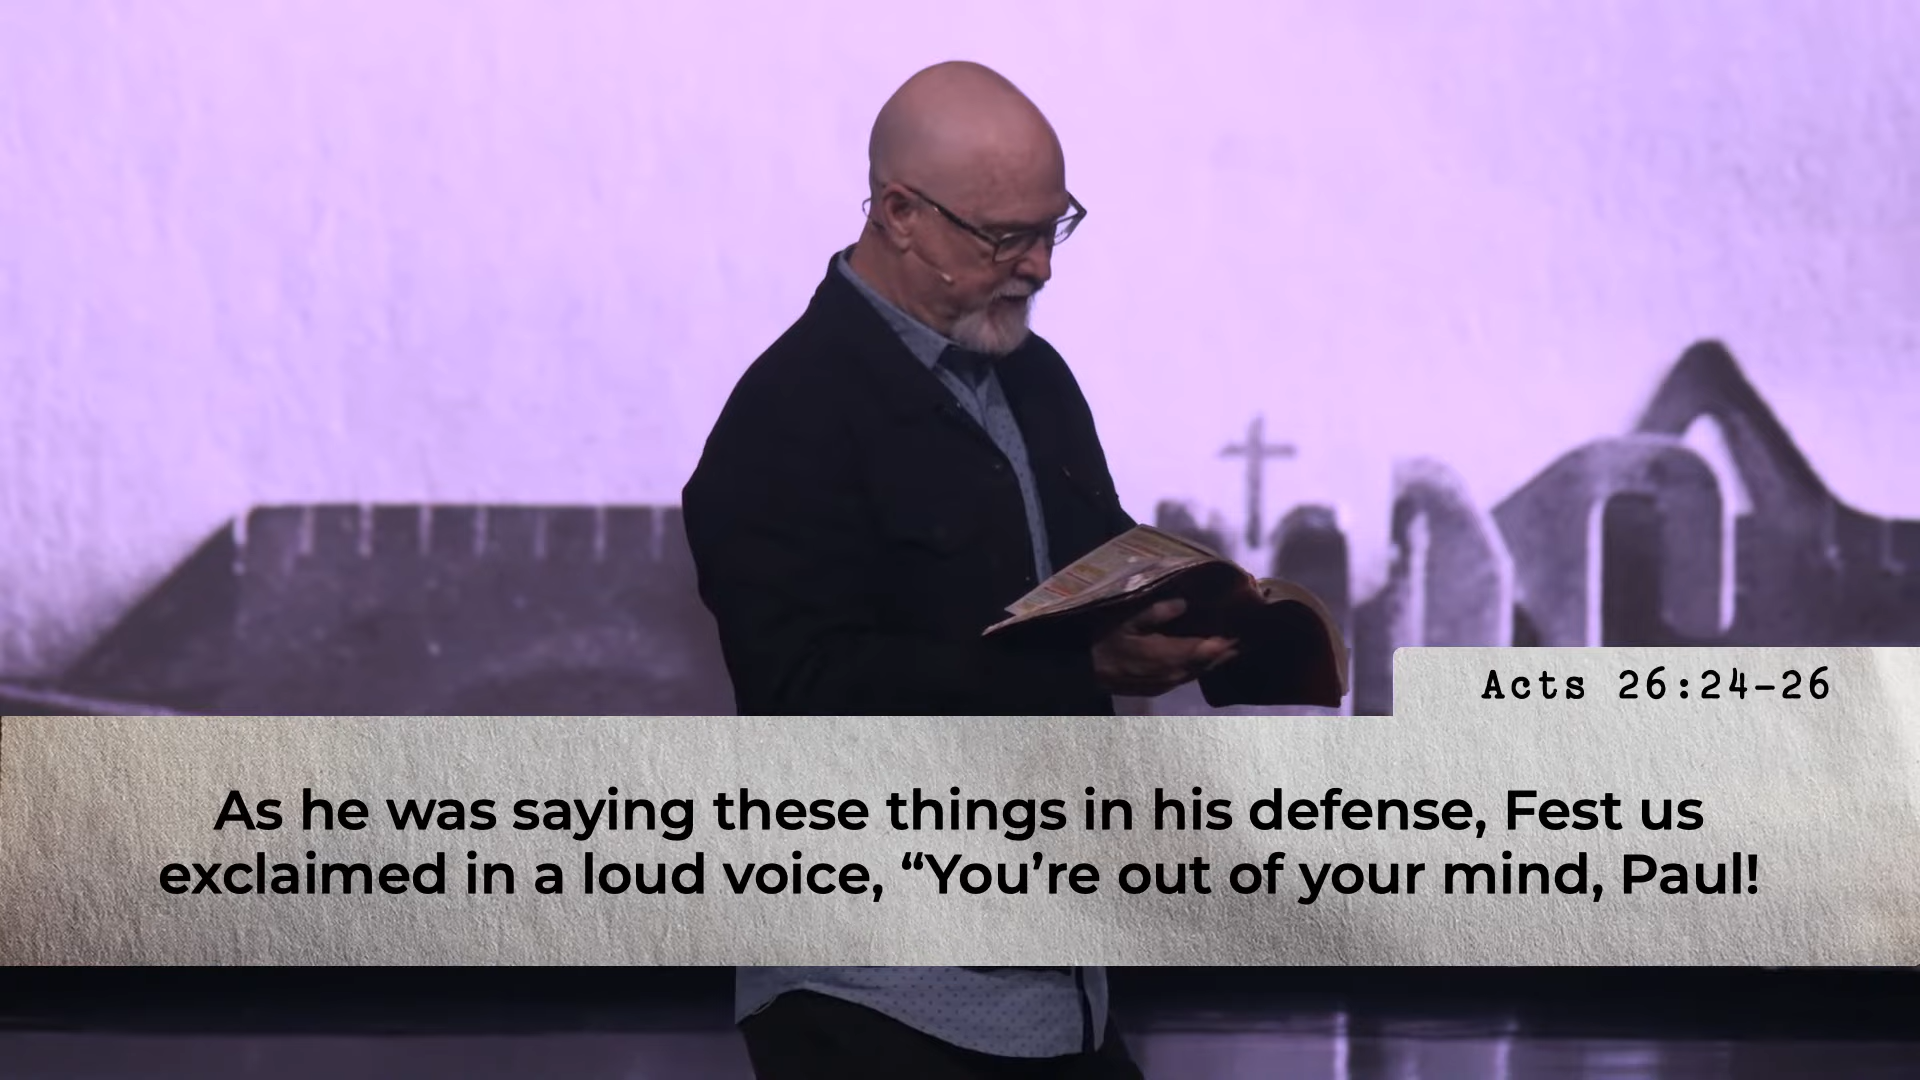 Acts 26:24-26
As he was saying these things in his defense, Fest us
exclaimed in a loud voice, “You’re out of your mind, Paul!